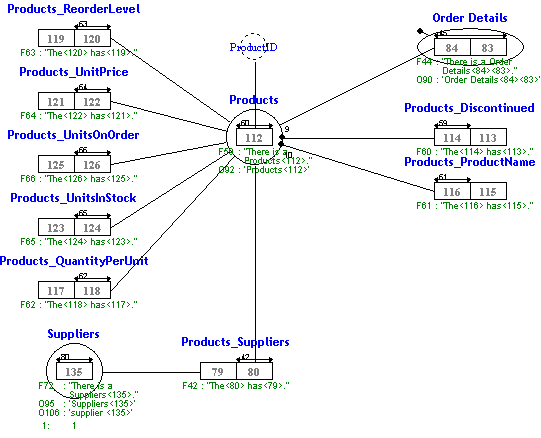 Products_ReorderLevel
63
119 120
F63 : "The<120> has<119>."
Products_UnitPrice
64
121 122
F64 : "The<122> has<121>."
Products_UnitsOnOrder
66
125 126
F66 : "The<126> has<125>."
Products_UnitsInStock
65
123 124
F65 : "The<124> has<123>."
Products_QuantityPerUnit
62
117 118
F62 : "The<118> has<117>."
ProductID
Products
60
112
"There is a
Products<112>."
O92 : 'Products<112>'
9
10
Order Details
84 83
F44 : "There is a Order
Details<84><83>."
O90 : 'Order Details<84><83>'
Products_Discontinued
59
114 113
F60 : "The<114> has<113>."
Products_ProductName
61
116 115
F61 : "The<116> has<115>."
Suppliers
80
135
F72 : "There is a
Suppliers<135>."
O95 : 'Suppliers<135>'
O106 : 'supplier <135>'
1: 1
Products_Suppliers
42
79 80
F42 : "The<80> has<79>."